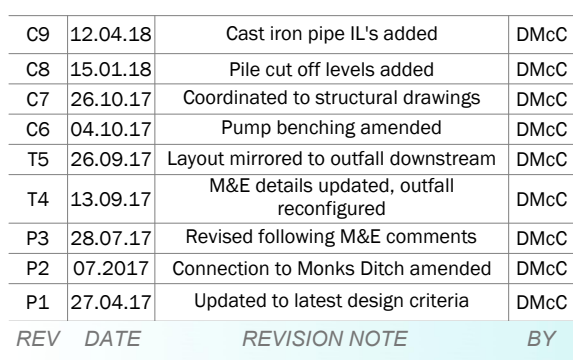 C9 12.04.18 Cast iron pipe IL's added DMcC
C8 15.01.18 Pile cut off levels added DMcC
C7 26.10.17 Coordinated to structural drawings DMcC
C6 04.10.17 Pump benching amended DMcC
T5 26.09.17 Layout mirrored to outfall downstream DMcC
T4 13.09.17 M&E details updated, outfall
reconfigured DMcC
P3 28.07.17 Revised following M&E comments DMcC
P2 07.2017 Connection to Monks Ditch amended DMcC
P1 27.04.17 Updated to latest design criteria DMcC
REV DATE REVISION NOTE BY